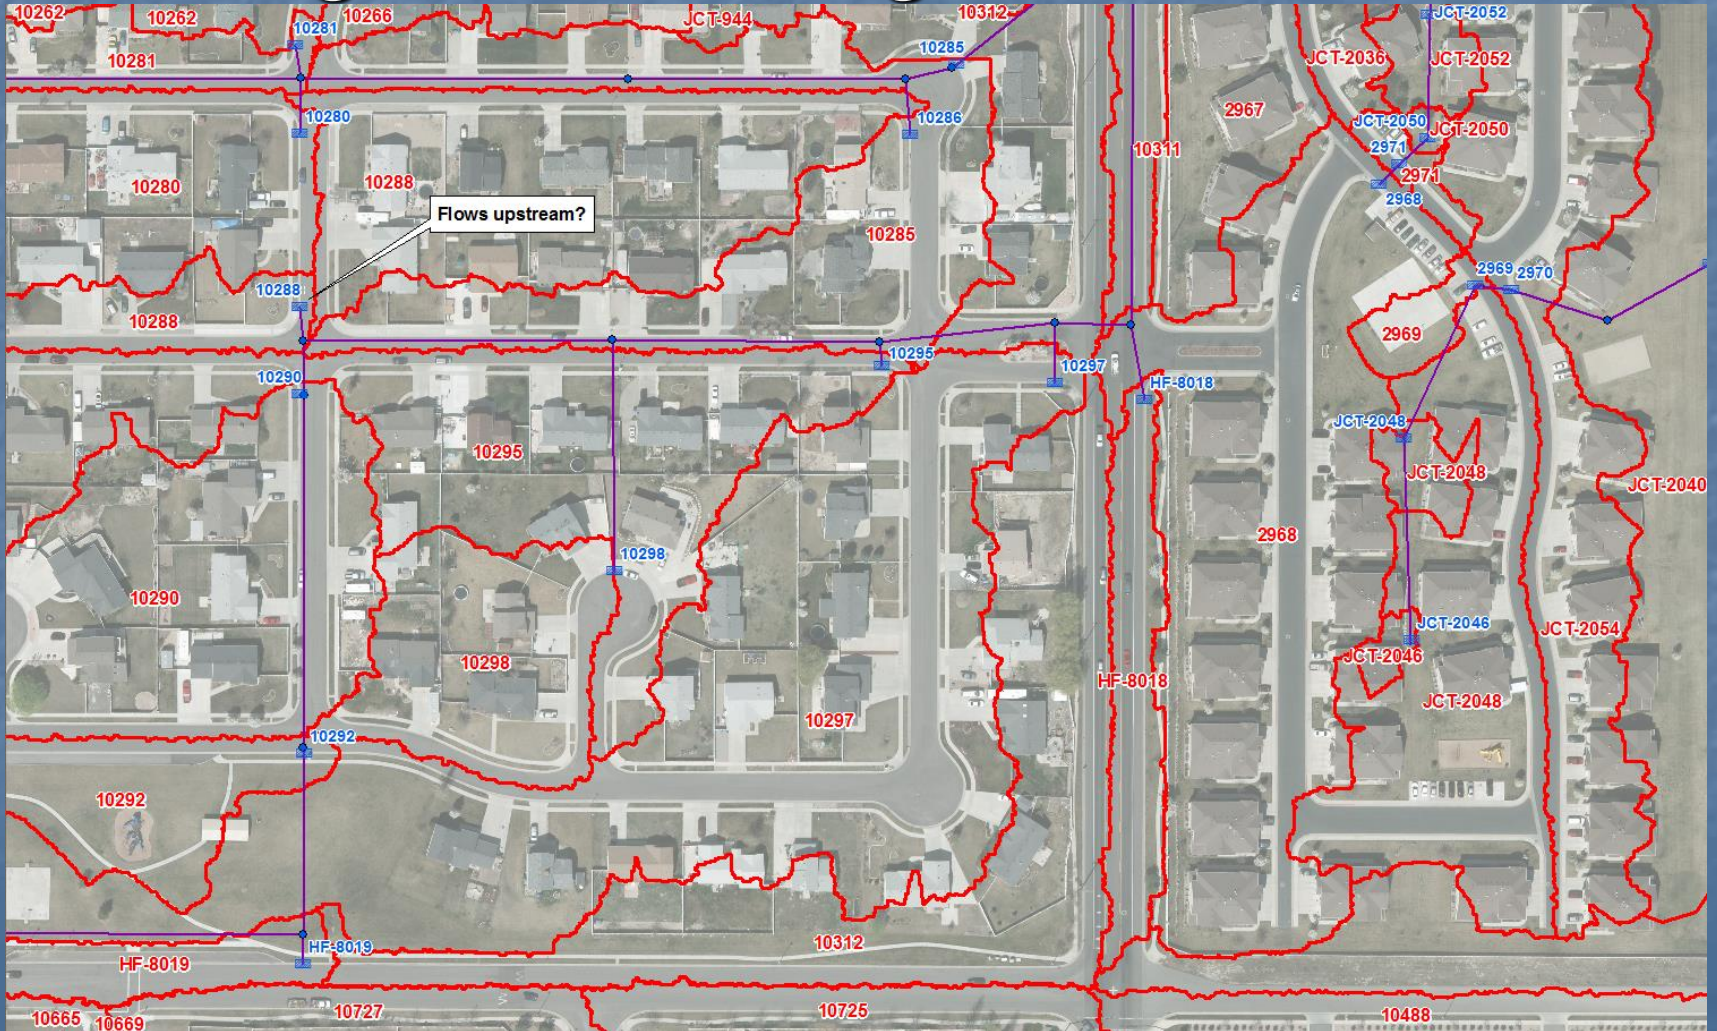 10262
10262
10266
JCT-944
10312
JCT-2052
10281
10285
10281
JCT-2036
JCT-2052
2967
10280
10286
JCT-2050
JCT-2050
10311
2971
2971
10280
10288
2968
Flows upstream?
10285
2969
2970
10288
10288
2969
10295
10297
10290
HF-8018
JCT-2048
10295
JCT-2048
JCT-2040
2968
10298
10290
JCT-2046
JCT-2054
10298
JCT-2046
HF-8018
JCT-2048
10297
10292
10292
10312
HF-8019
HF-8019
10665
10669
10727
10725
10488